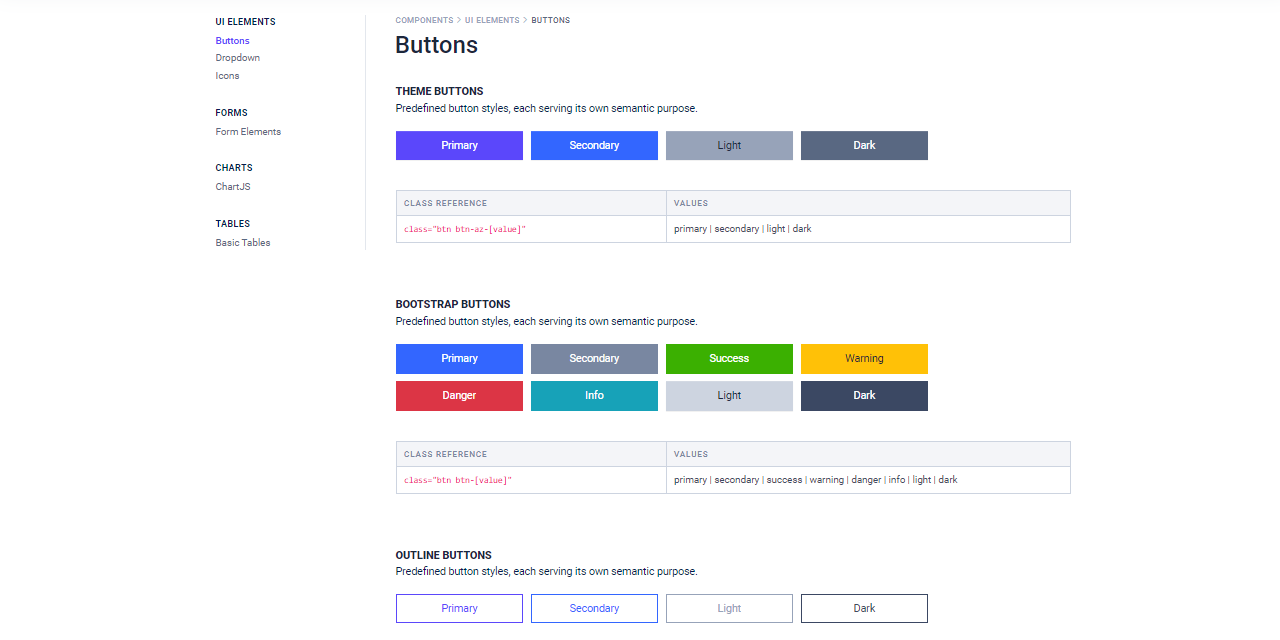 UI ELEMENTS
Buttons
Dropdown
Icons
FORMS
Form Elements
CHARTS
ChartJS
TABLES
Basic Tables
COMPONENTS > UI ELEMENTS > BUTTONS
Buttons
THEME BUTTONS
Predefined button styles, each serving its own semantic purpose.
Primary Secondary Light Dark
CLASS REFERENCE VALUES
class="btn btn-az-[value]" primary | secondary | light | dark
BOOTSTRAP BUTTONS
Predefined button styles, each serving its own semantic purpose.
Primary Secondary Success Warning
Danger Info Light Dark
CLASS REFERENCE VALUES
class="btn btn-[value]" primary | secondary | success | warning | danger | info | light | dark
OUTLINE BUTTONS
Predefined button styles, each serving its own semantic purpose.
Primary Secondary Light Dark